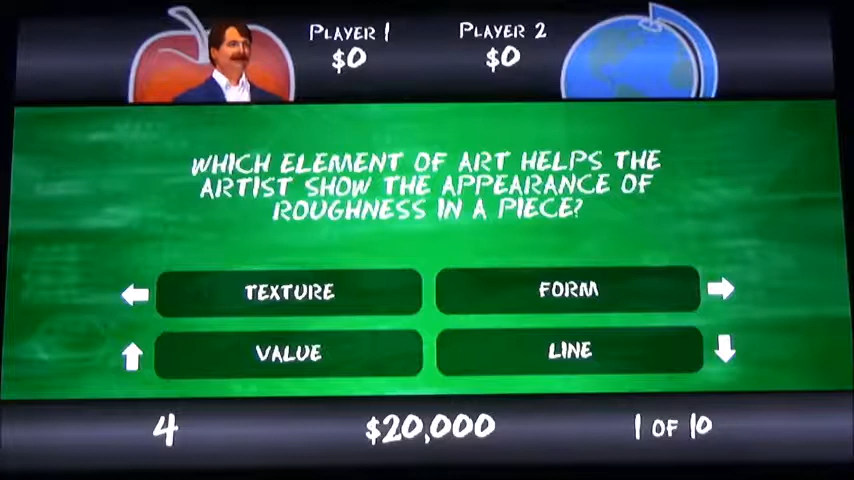 PLAYER 1
PLAYER 2
$0
$0
WHICH ELEMENT OF ART HELPS THE
ARTIST SHOW THE APPEARANCE OF
ROUGHNESS IN A PIECE?
TEXTURE
FORM
VALUE
LINE
4
$20,000
1 OF 10